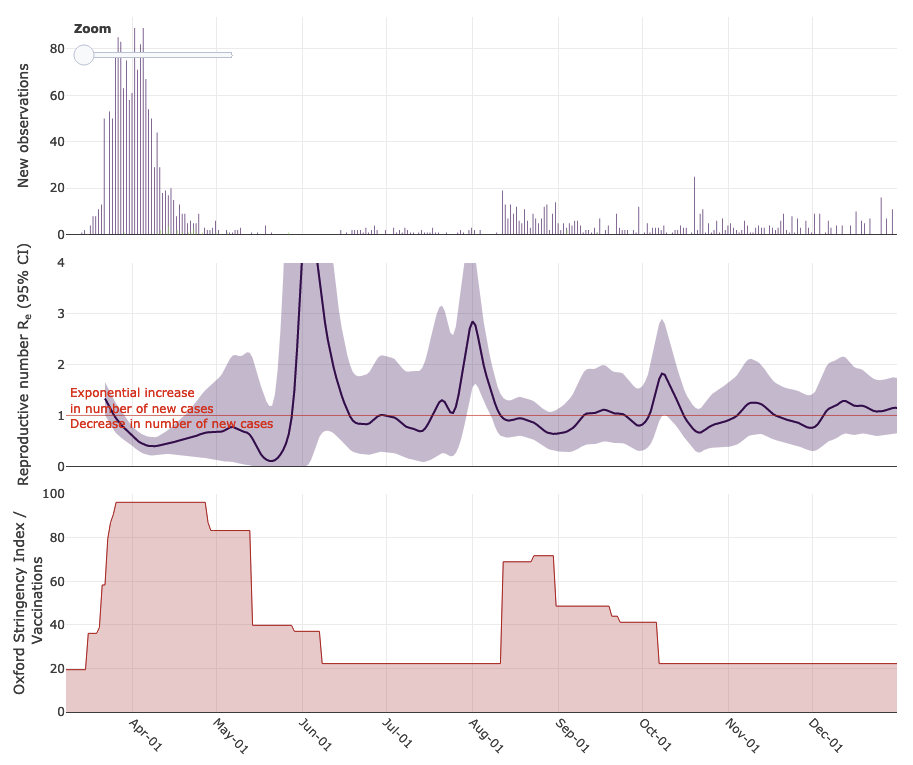 Zoom
New observations
80
60
40
20
0
Reproductive number Re (95% CI)
4
3
2
1
0
Exponential increase
in number of new cases
Decrease in number of new cases
Oxford Stringency Index /
Vaccinations
100
80
60
40
20
0
Apr-01
May-01
Jun-01
Jul-01
Aug-01
Sep-01
Oct-01
Nov-01
Dec-01